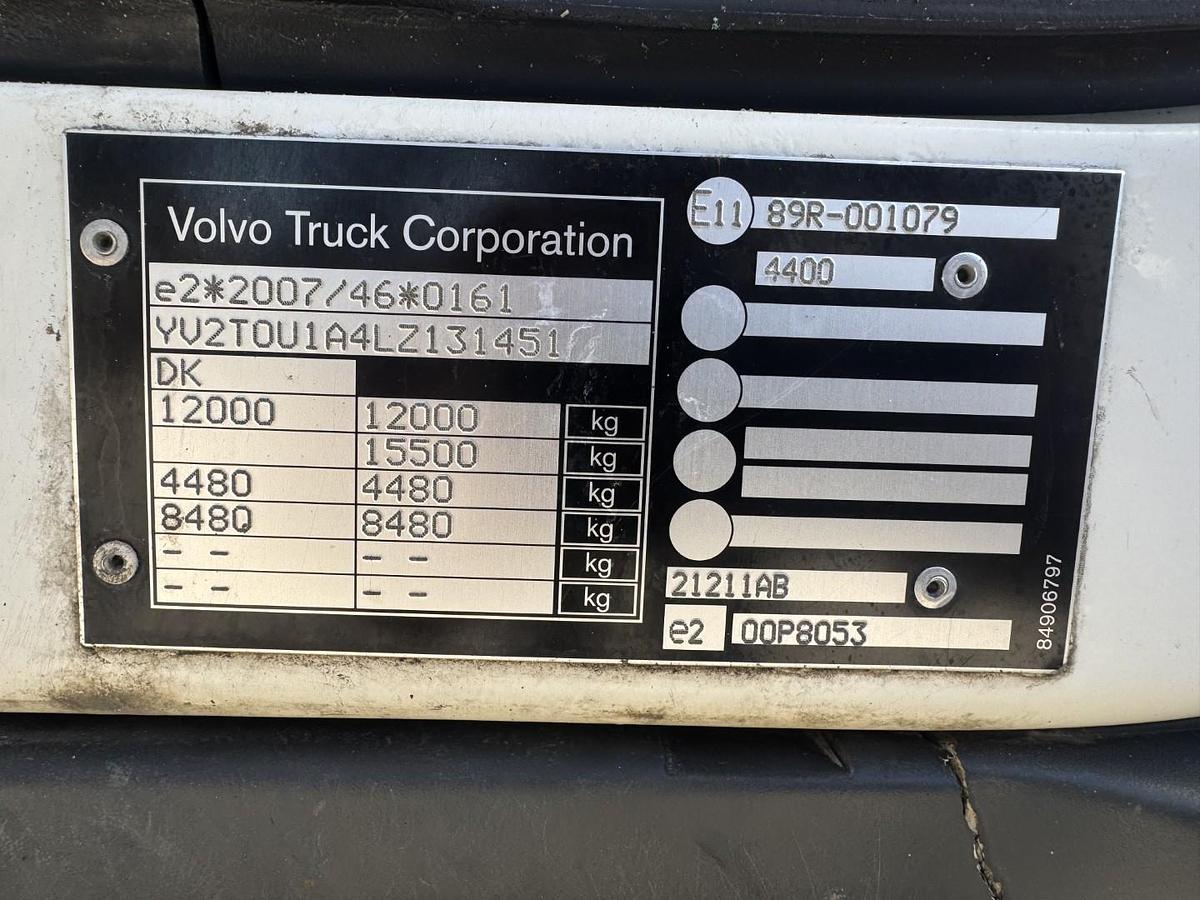 Volvo Truck Corporation
e2*2007/46*0161
YV2T0U1A4LZ131451
DK
12000 12000 kg
15500 kg
4480 4480 kg
8480 8480 kg
- - - - kg
- - - - kg
E11 89R-001079
4400
21211AB
e2 00P8053
84906797